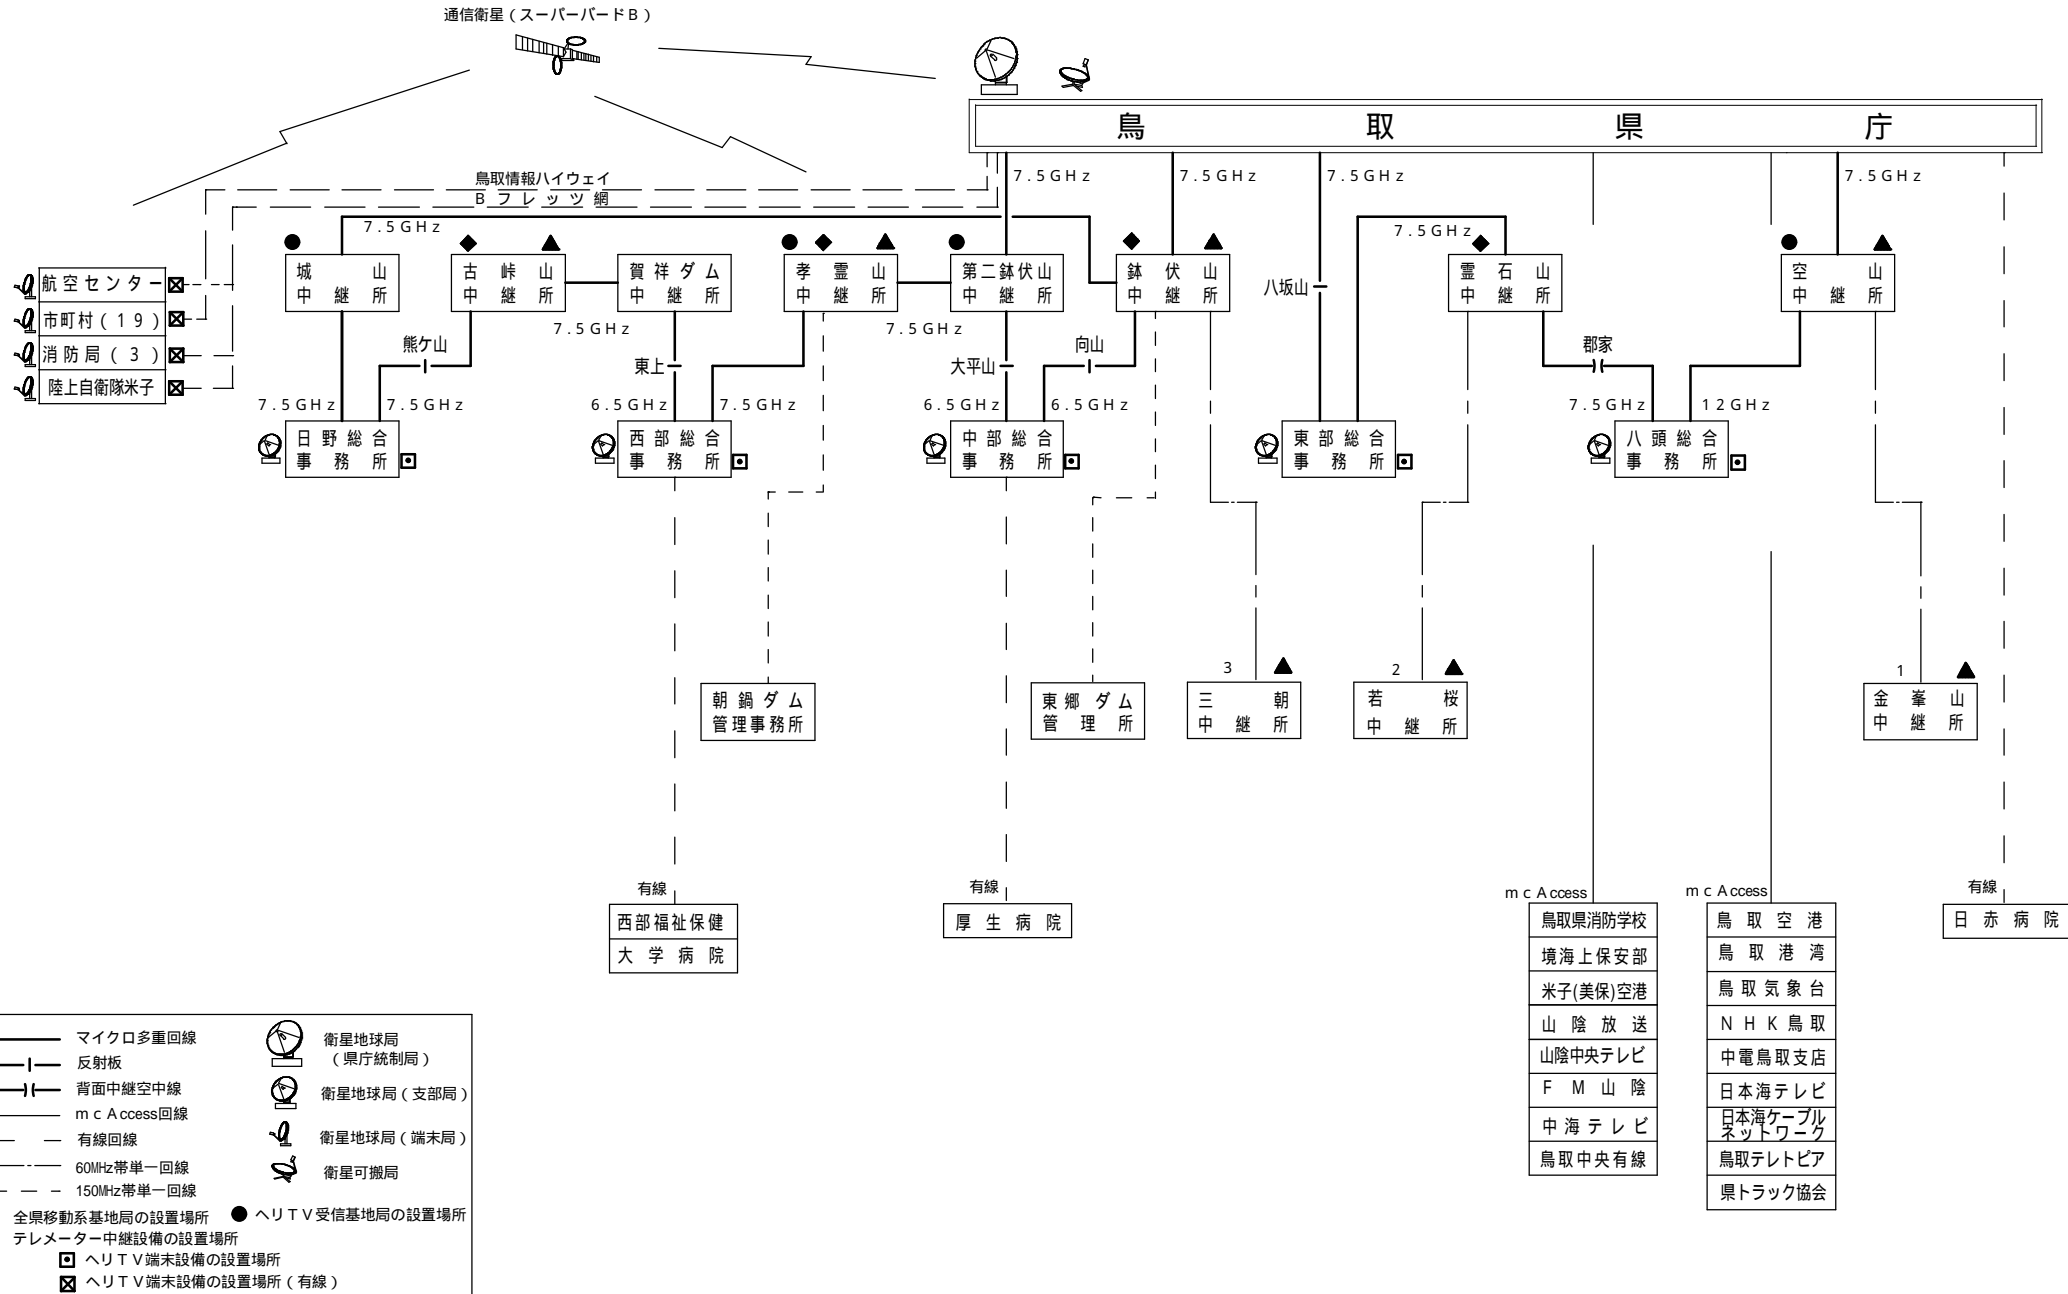 通信衛星（スーパーバードＢ）
鳥取県庁
鳥取情報ハイウェイ
Ｂフレッツ網
7.5GHz
7.5GHz
7.5GHz
7.5GHz
7.5GHz
7.5GHz
城山
中継所
古峠山
中継所
賀祥ダム
中継所
孝霊山
中継所
第二鉢伏山
中継所
鉢伏山
中継所
八坂山
霊石山
中継所
空山
中継所
航空センター
市町村（19）
消防局（3）
陸上自衛隊米子
7.5GHz
7.5GHz
熊ケ山
東上
大平山
向山
郡家
7.5GHz
7.5GHz
6.5GHz
7.5GHz
6.5GHz
6.5GHz
7.5GHz
12GHz
日野総合
事務所
西部総合
事務所
中部総合
事務所
東部総合
事務所
八頭総合
事務所
朝鍋ダム
管理事務所
東郷ダム
管理所
3
三朝
中継所
2
若桜
中継所
1
金峯山
中継所
有線
西部福祉保健
大学病院
有線
厚生病院
ｍｃＡccess
鳥取県消防学校
境海上保安部
米子(美保)空港
山陰放送
山陰中央テレビ
ＦＭ山陰
中海テレビ
鳥取中央有線
ｍｃＡccess
鳥取空港
鳥取港湾
鳥取気象台
ＮＨＫ鳥取
中電鳥取支店
日本海テレビ
日本海ケーブル
ネットワーク
鳥取テレトピア
県トラック協会
有線
日赤病院
マイクロ多重回線
反射板
背面中継空中線
ｍｃＡccess回線
有線回線
60MHz帯単一回線
150MHz帯単一回線
衛星地球局
（県庁統制局）
衛星地球局（支部局）
衛星地球局（端末局）
衛星可搬局
全県移動系基地局の設置場所
ヘリＴＶ受信基地局の設置場所
テレメーター中継設備の設置場所
ヘリＴＶ端末設備の設置場所
ヘリＴＶ端末設備の設置場所（有線）